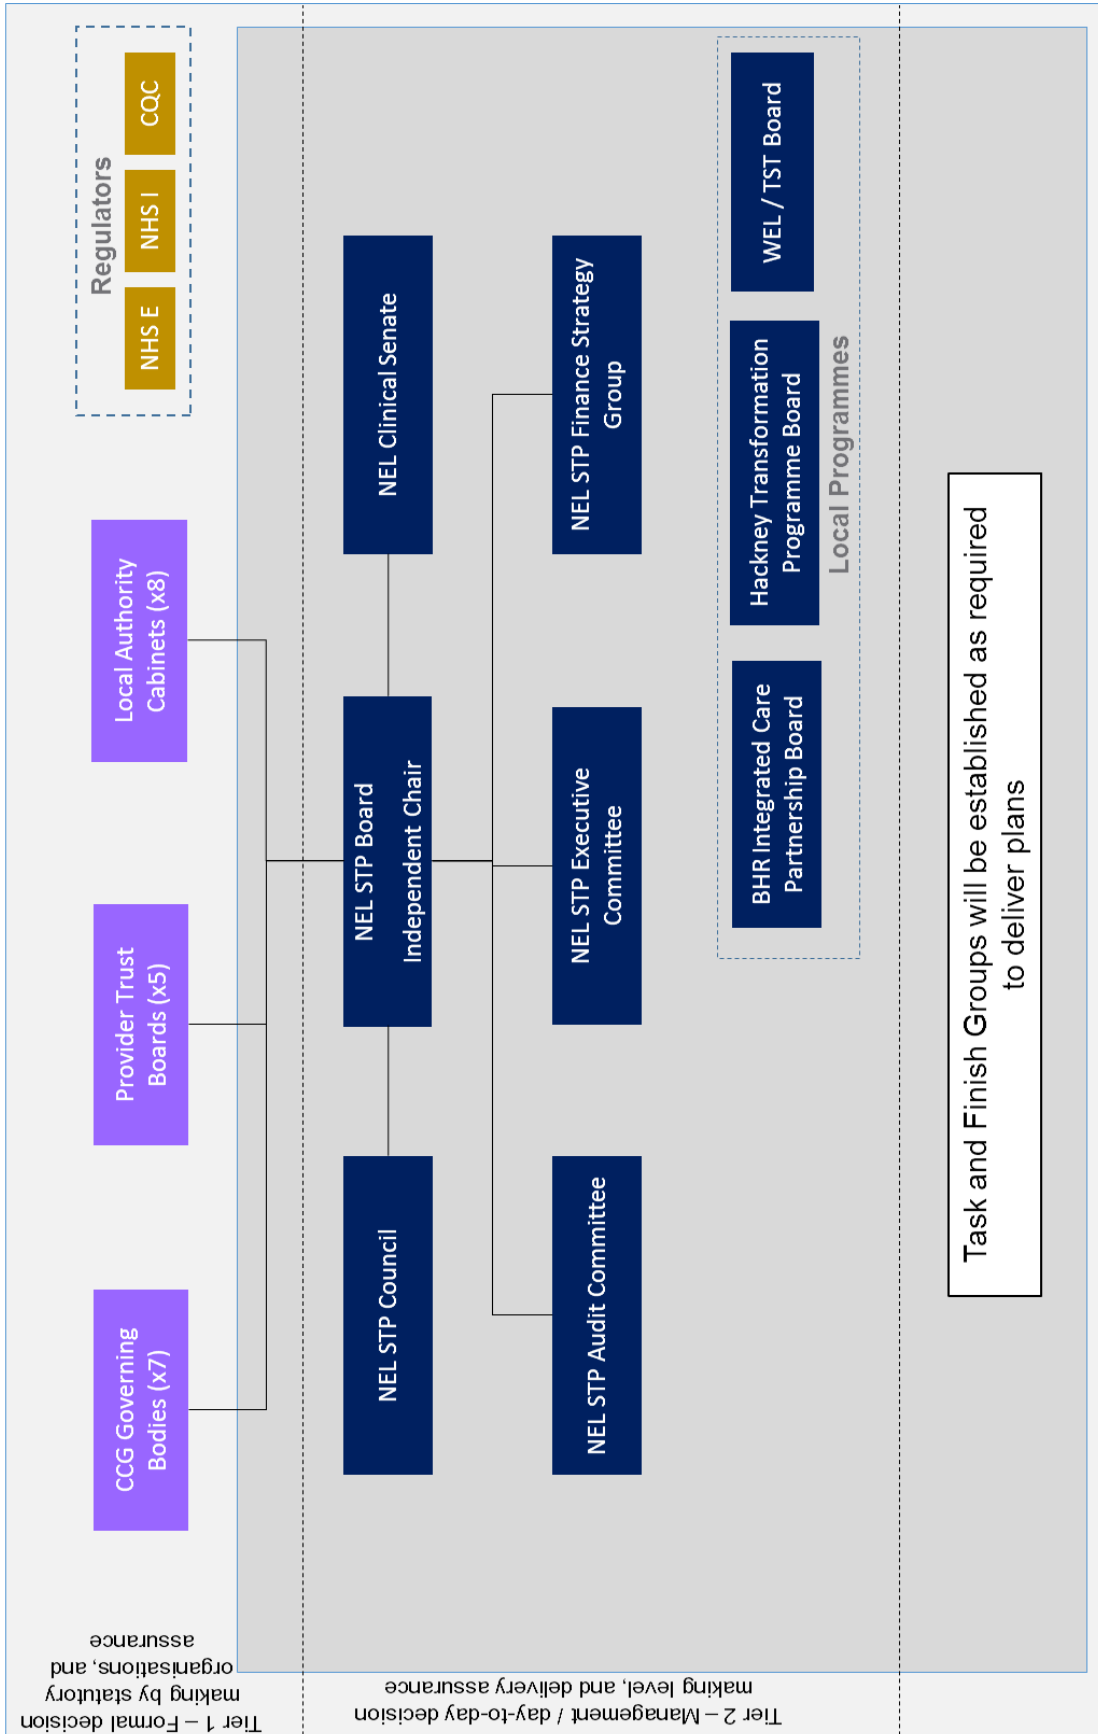 Tier 1 – Formal decision
making by statutory
organisations, and
assurance
CCG Governing
Bodies (x7)
Provider Trust
Boards (x5)
Local Authority
Cabinets (x8)
Regulators
NHS E
NHS I
CQC
Tier 2 – Management / day-to-day decision
making level, and delivery assurance
NEL STP Council
NEL STP Board
Independent Chair
NEL Clinical Senate
NEL STP Audit Committee
NEL STP Executive
Committee
NEL STP Finance Strategy
Group
BHR Integrated Care
Partnership Board
Hackney Transformation
Programme Board
WEL / TST Board
Local Programmes
Task and Finish Groups will be established as required
to deliver plans